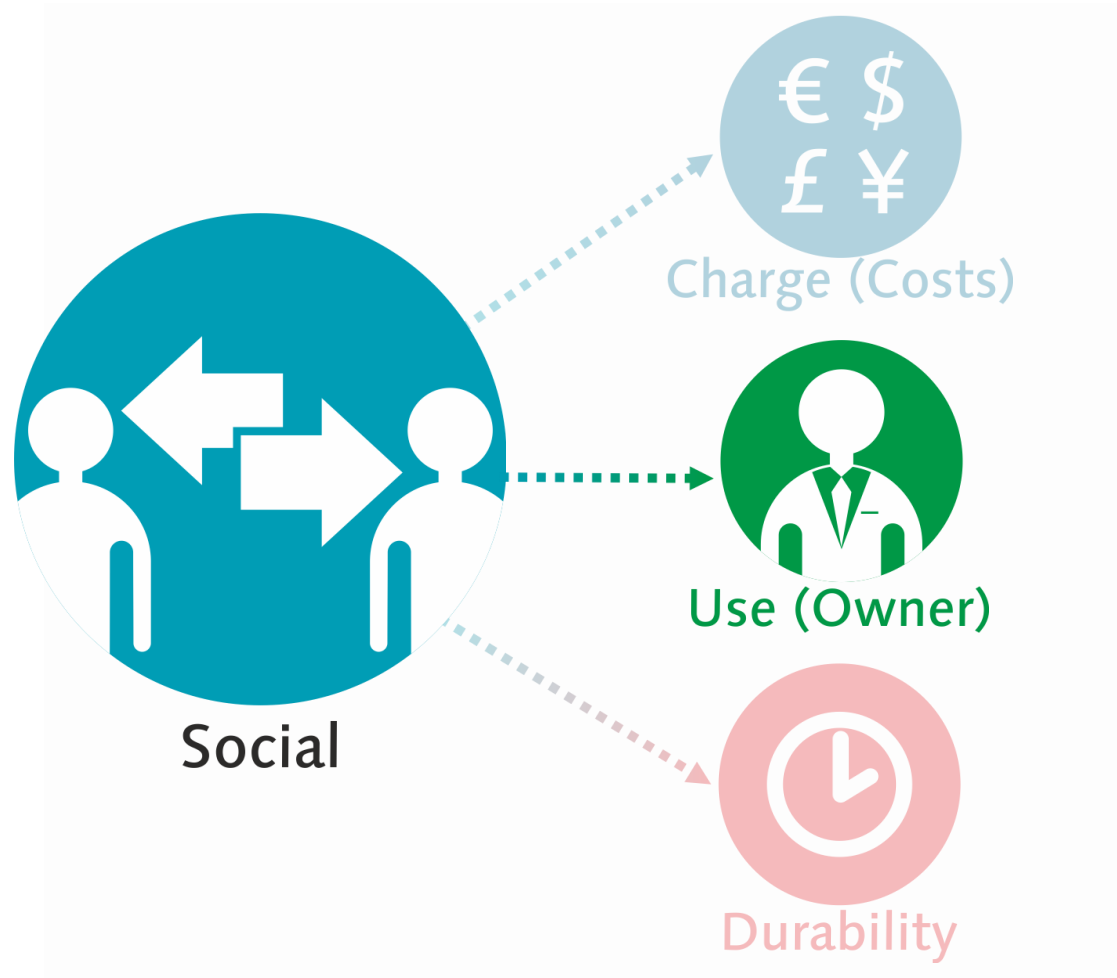 € $
£ ¥
Charge (Costs)
Use (Owner)
Social
Durability